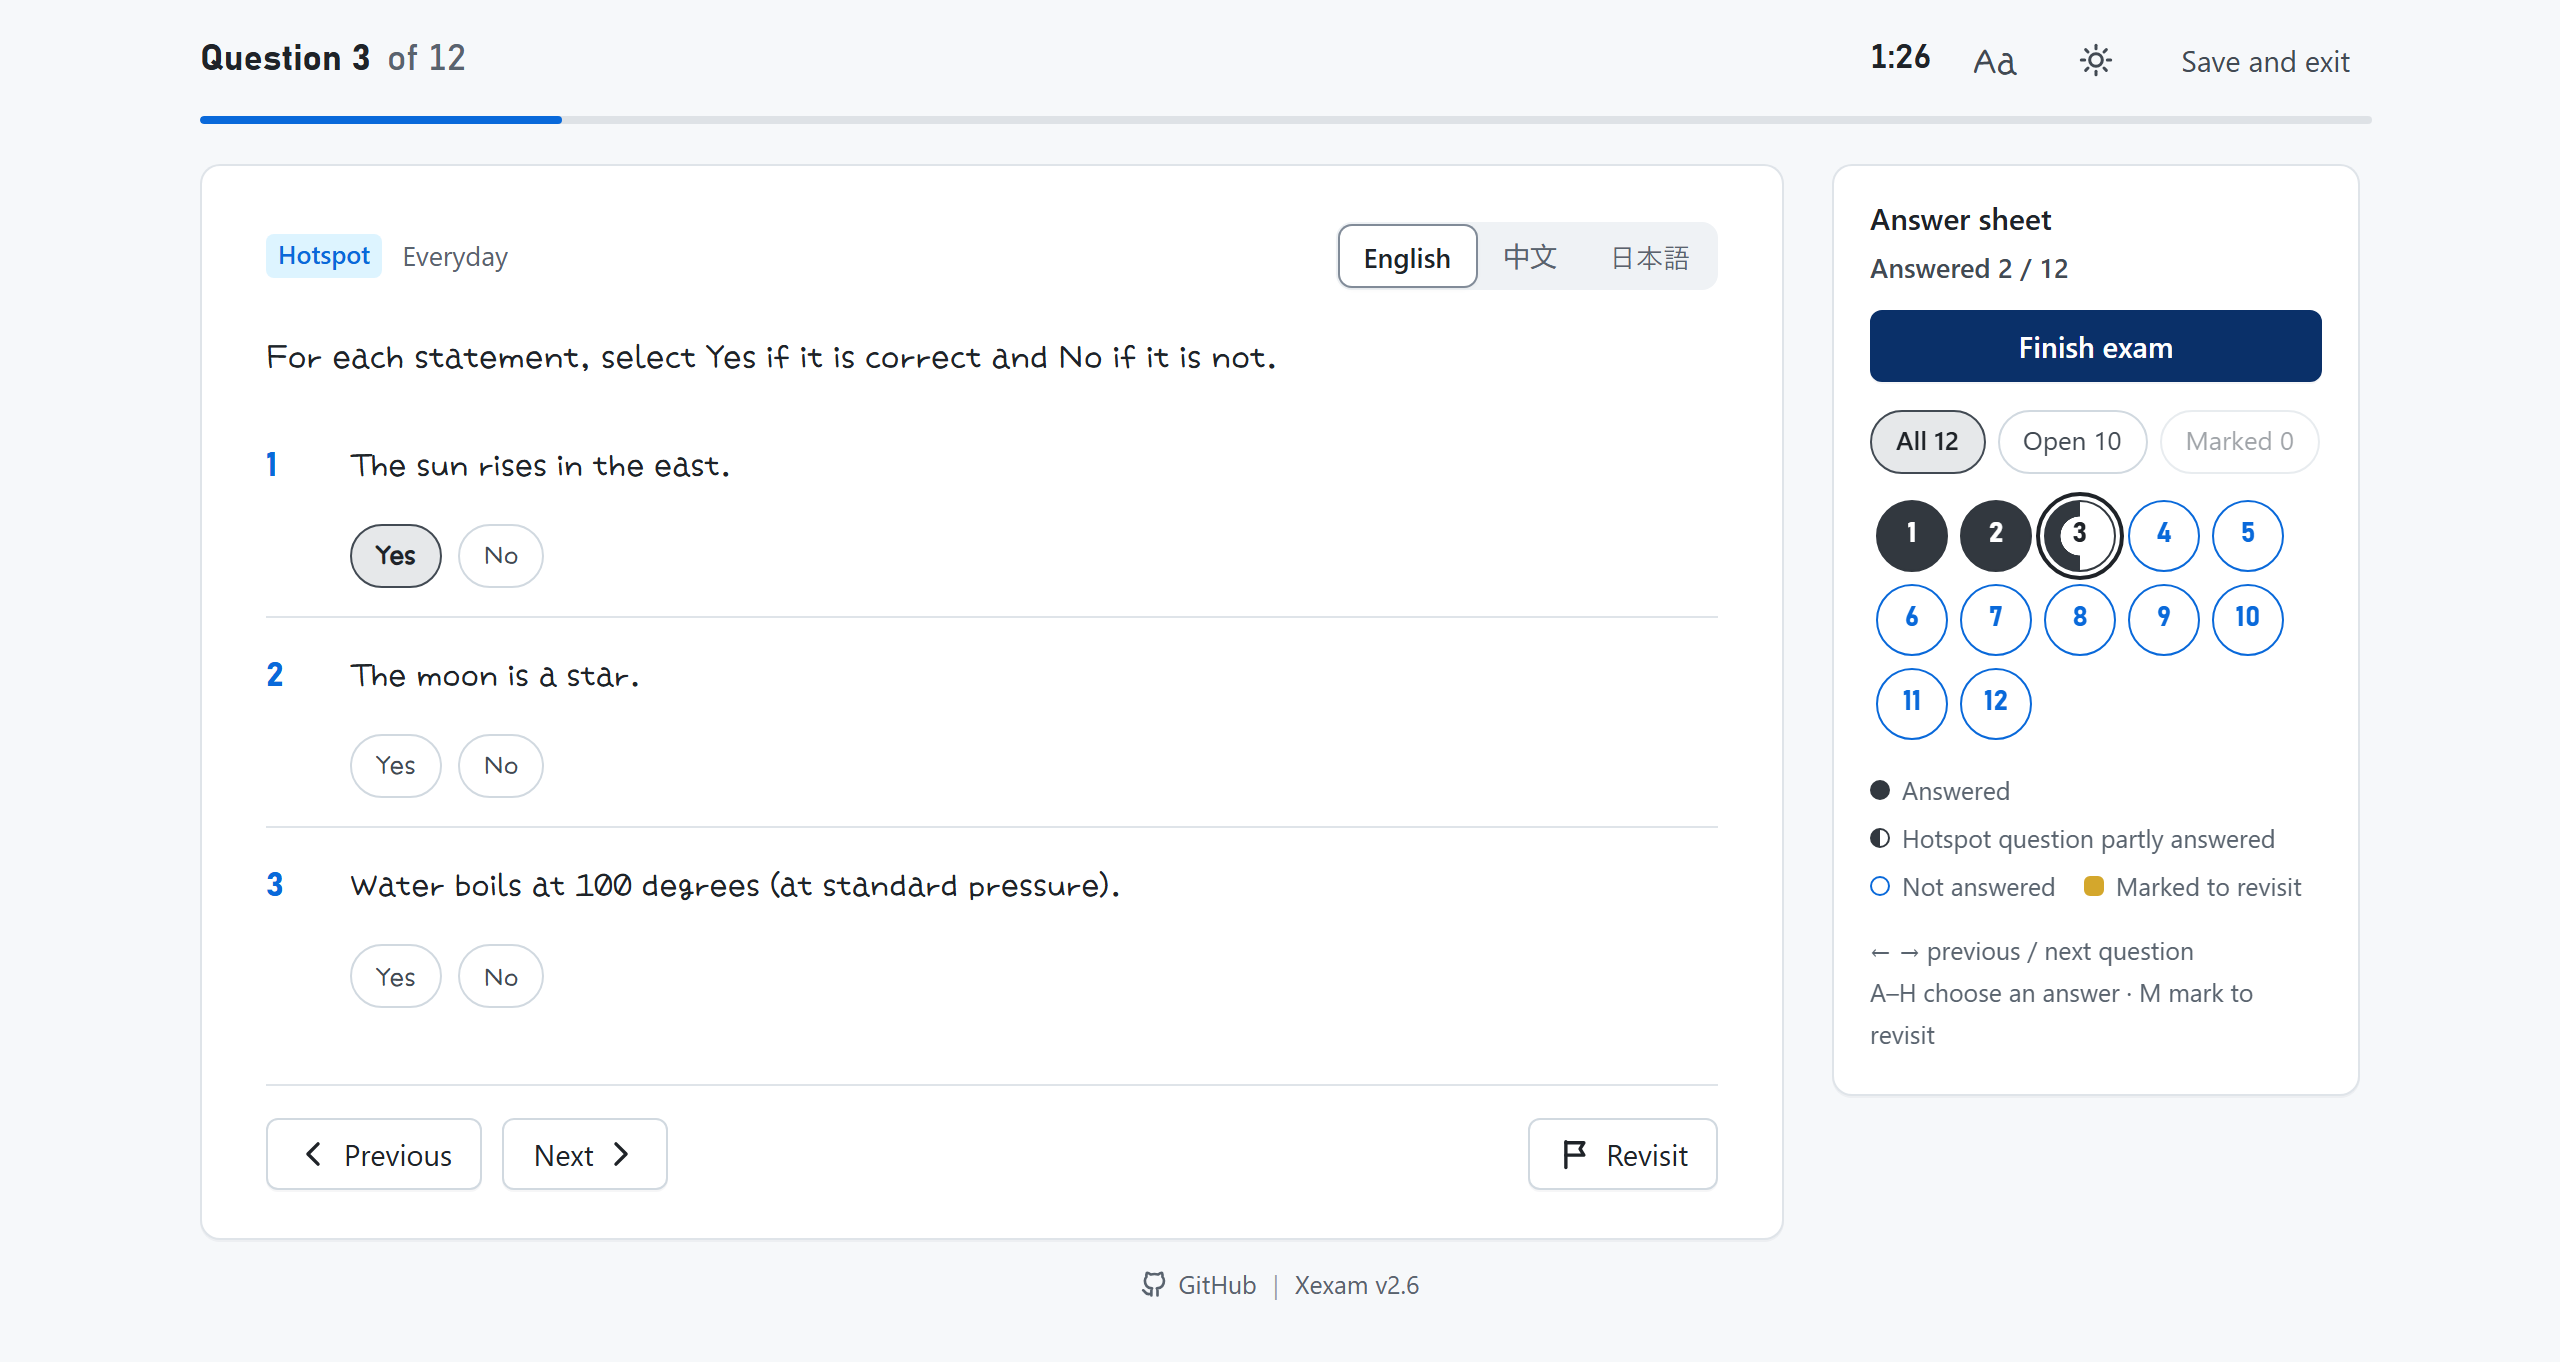 Question 3 of 12
1:26 Aa Save and exit
Hotspot Everyday
English 中文 日本語
For each statement, select Yes if it is correct and No if it is not.
1 The sun rises in the east.
Yes No
2 The moon is a star.
Yes No
3 Water boils at 100 degrees (at standard pressure).
Yes No
Previous Next Revisit
Answer sheet
Answered 2 / 12
Finish exam
All 12 Open 10 Marked 0
1 2 3 4 5
6 7 8 9 10
11 12
Answered
Hotspot question partly answered
Not answered Marked to revisit
← → previous / next question
A–H choose an answer · M mark to
revisit
GitHub | Xexam v2.6